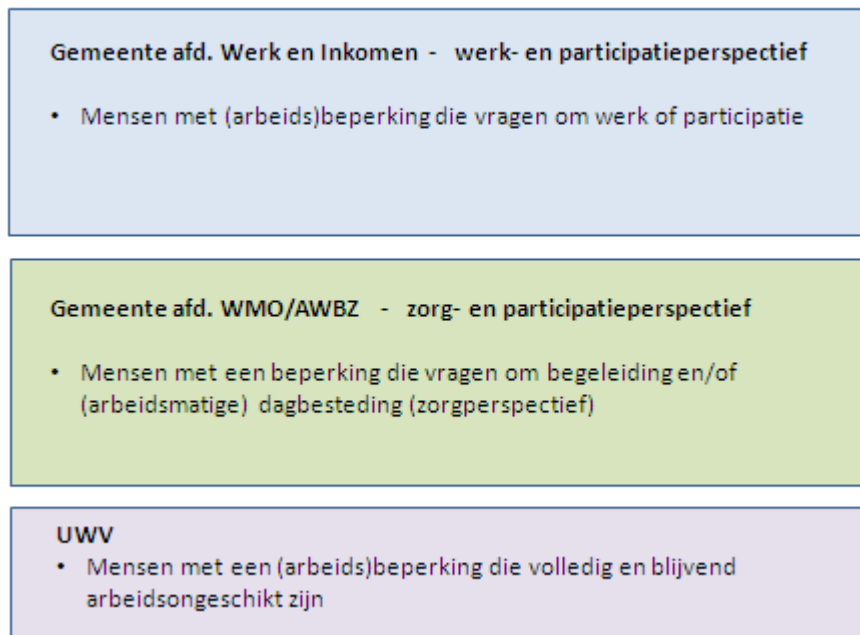 Gemeente afd. Werk en Inkomen - werk- en participatieperspectief
• Mensen met (arbeids)beperking die vragen om werk of participatie
Gemeente afd. WMO/AWBZ - zorg- en participatieperspectief
• Mensen met een beperking die vragen om begeleiding en/of
(arbeidsmatige) dagbesteding (zorgperspectief)
UWV
• Mensen met een (arbeids)beperking die volledig en blijvend
arbeidsongeschikt zijn